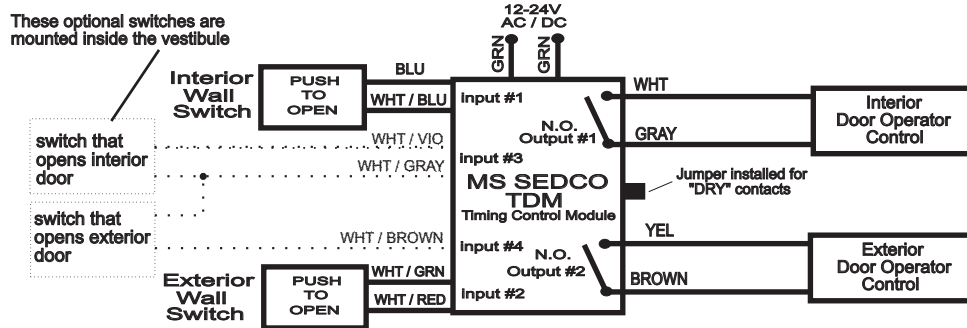 These optional switches are
mounted inside the vestibule
12-24V
AC / DC
GRN
GRN
Interior
Wall
Switch
PUSH
TO
OPEN
BLU
WHT / BLU
input #1
WHT
N.O.
Output #1
GRAY
Interior
Door Operator
Control
switch that
opens interior
door
WHT / VIO
WHT / GRAY
input #3
MS SEDCO
TDM
Timing Control Module
Jumper installed for
"DRY" contacts
switch that
opens exterior
door
WHT / BROWN
input #4
N.O.
Output #2
YEL
BROWN
Exterior
Door Operator
Control
Exterior
Wall
Switch
PUSH
TO
OPEN
WHT / GRN
WHT / RED
input #2